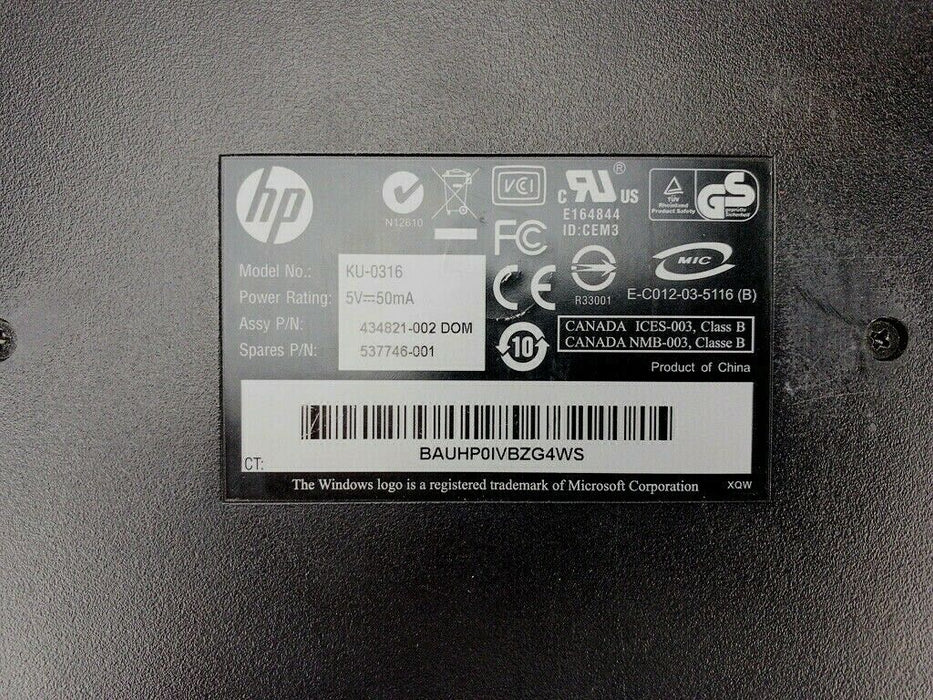 hp
N12610
VCI
c RU US ®
E164844
ID:CEM3
TÜV
Rheinland
Product Safety
GS
geprüfte
Sicherheit
FC
CE
R33001
MIC
E-C012-03-5116 (B)
Model No.: KU-0316
Power Rating: 5V⎓50mA
Assy P/N: 434821-002 DOM
Spares P/N: 537746-001
10
CANADA ICES-003, Class B
CANADA NMB-003, Classe B
Product of China
CT:
BAUHP0IVBZG4WS
The Windows logo is a registered trademark of Microsoft Corporation
XQW